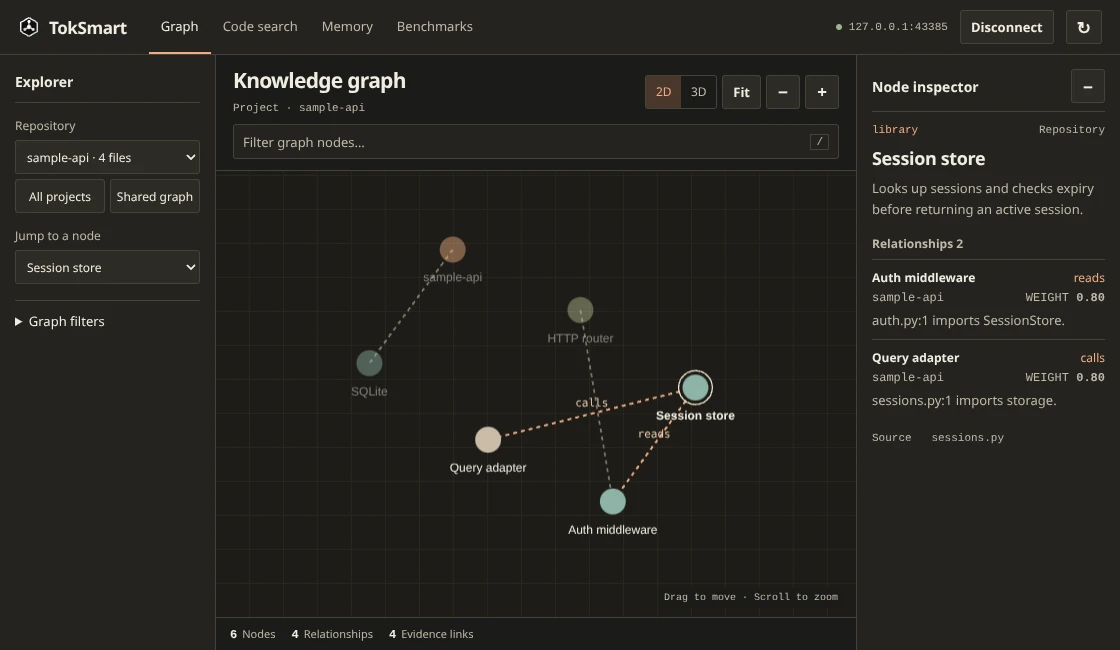 TokSmart
Graph
Code search
Memory
Benchmarks
127.0.0.1:43385
Disconnect
↻
Explorer
Repository
sample-api · 4 files
All projects
Shared graph
Jump to a node
Session store
Graph filters
Knowledge graph
Project · sample-api
2D
3D
Fit
−
+
Filter graph nodes…
/
sample-api
HTTP router
SQLite
calls
Session store
reads
Query adapter
Auth middleware
Drag to move · Scroll to zoom
6 Nodes
4 Relationships
4 Evidence links
Node inspector
−
library
Repository
Session store
Looks up sessions and checks expiry
before returning an active session.
Relationships 2
Auth middleware
reads
sample-api
WEIGHT 0.80
auth.py:1 imports SessionStore.
Query adapter
calls
sample-api
WEIGHT 0.80
sessions.py:1 imports storage.
Source sessions.py